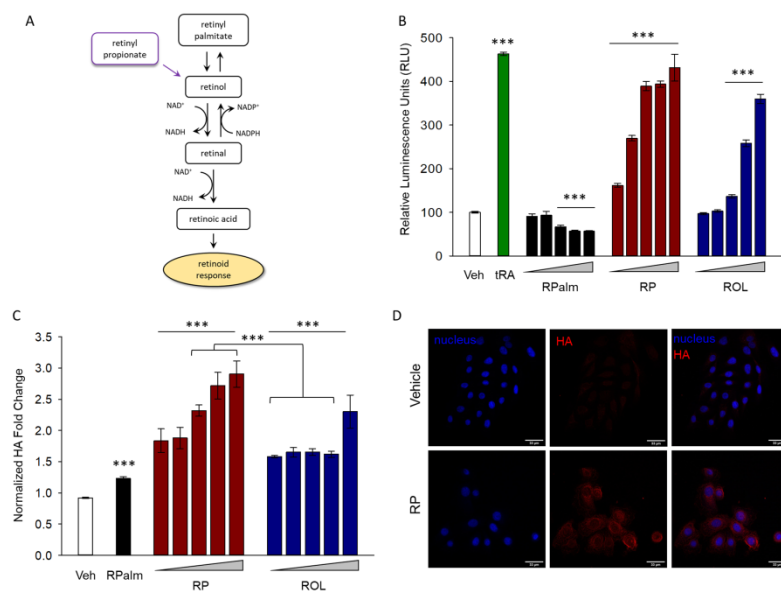 A
retinyl
palmitate
retinyl
propionate
retinol
NAD⁺
NADP⁺
NADH
NADPH
retinal
NAD⁺
NADH
retinoic acid
retinoid
response
B
Relative Luminescence Units (RLU)
500
400
300
200
100
0
***
***
***
***
Veh
tRA
RPalm
RP
ROL
C
Normalized HA Fold Change
3.5
3.0
2.5
2.0
1.5
1.0
0.5
0.0
***
***
***
***
Veh
RPalm
RP
ROL
D
Vehicle
nucleus
HA
nucleus
HA
RP